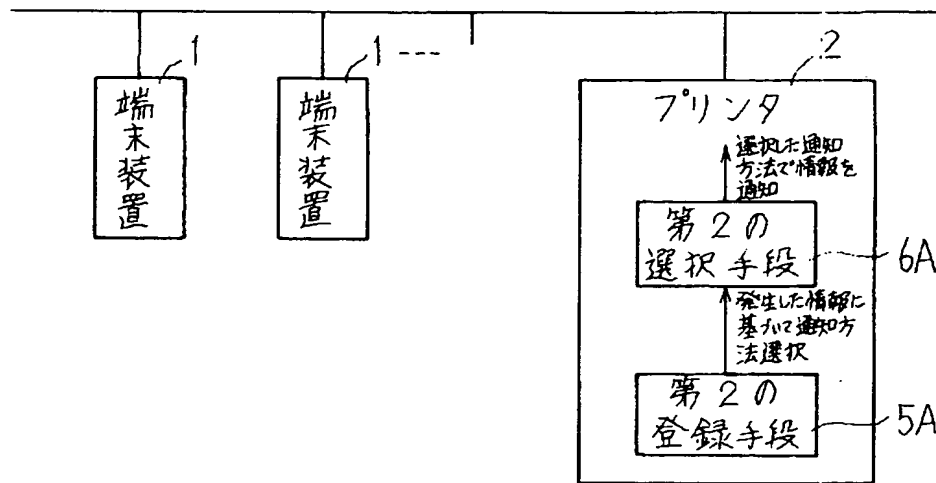 1
端末装置
1
端末装置
2
プリンタ
選択した通知
方法で情報を
通知
第2の
選択手段
6A
発生した情報に
基づいて通知方
法選択
第2の
登録手段
5A